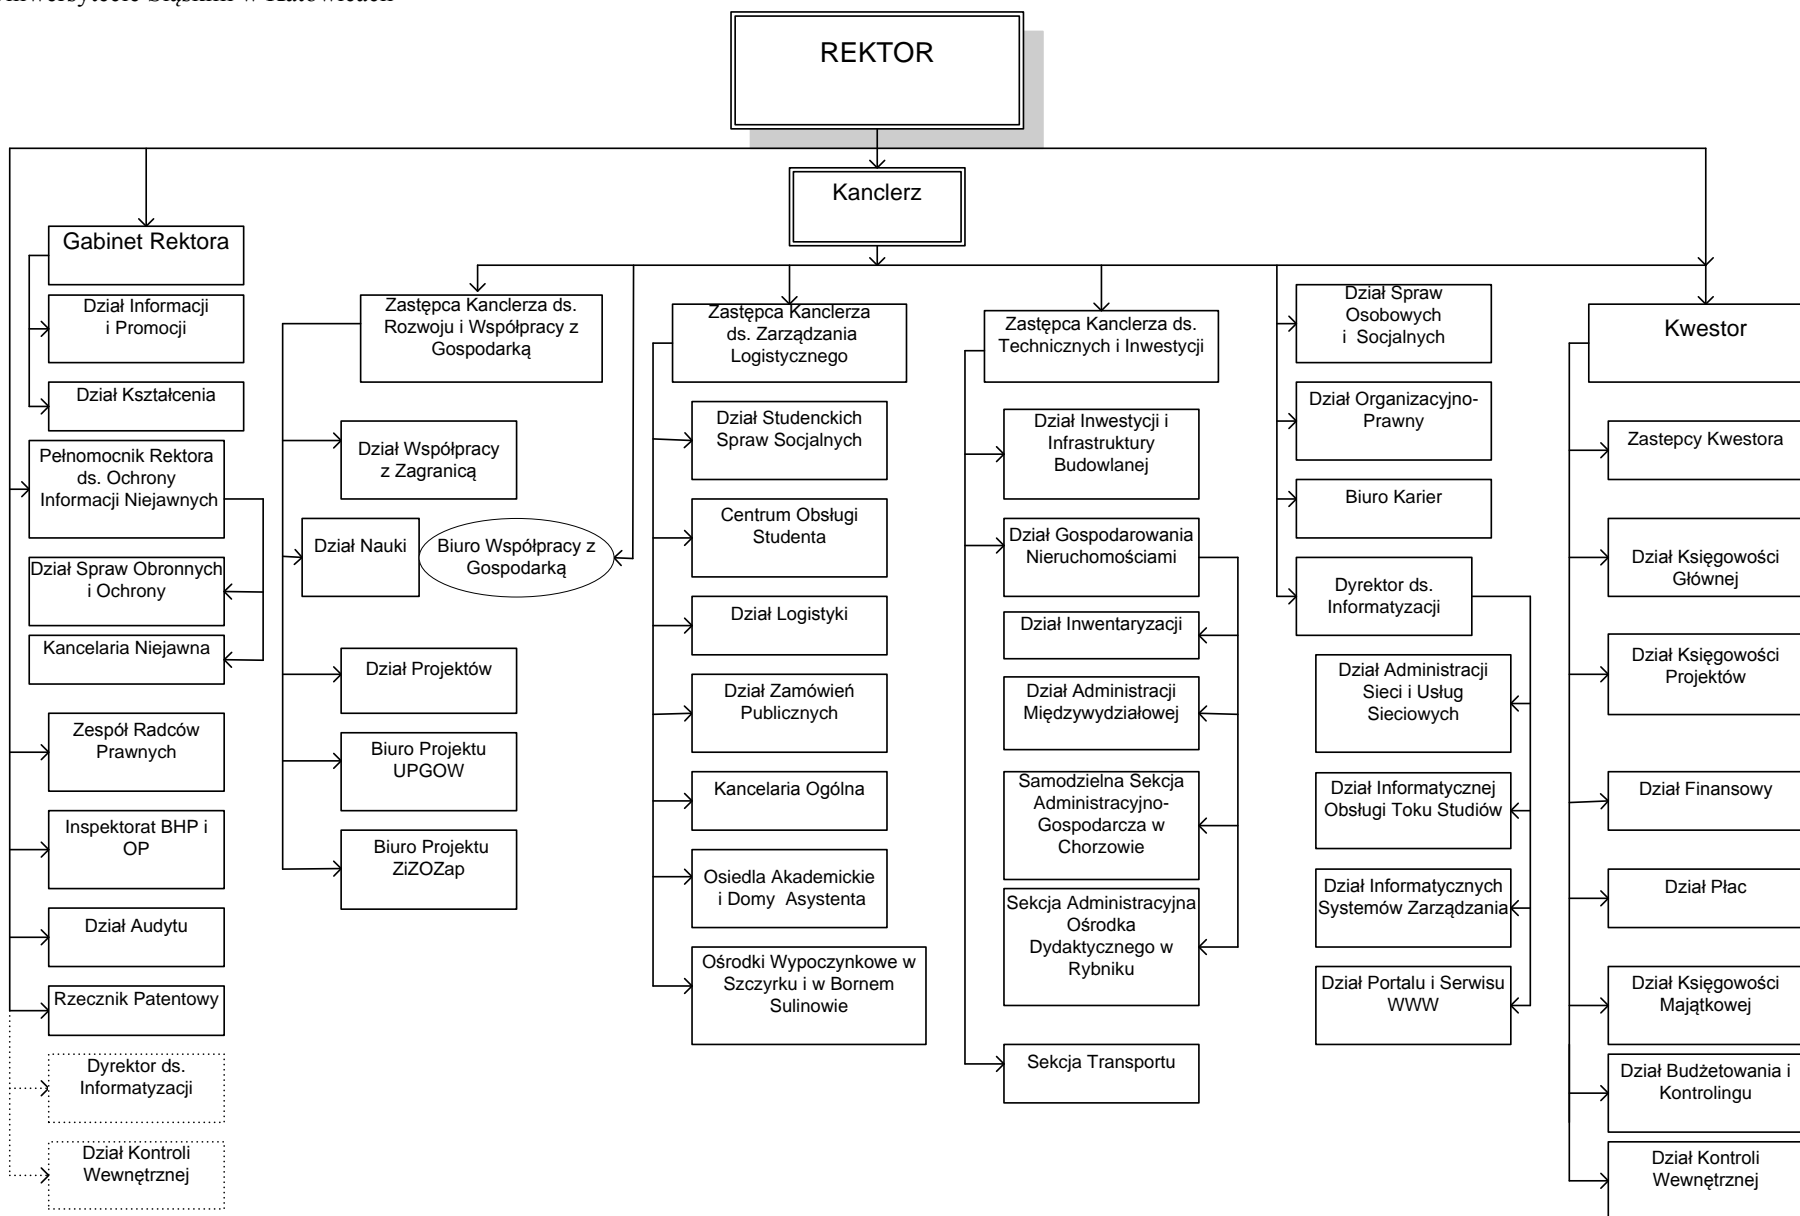 Uniwersytecie Śląskim w Katowicach
REKTOR
Kanclerz
Gabinet Rektora
Dział Informacji
i Promocji
Dział Kształcenia
Pełnomocnik Rektora
ds. Ochrony
Informacji Niejawnych
Dział Spraw Obronnych
i Ochrony
Kancelaria Niejawna
Zespół Radców
Prawnych
Inspektorat BHP i
OP
Dział Audytu
Rzecznik Patentowy
Dyrektor ds.
Informatyzacji
Dział Kontroli
Wewnętrznej
Zastępca Kanclerza ds.
Rozwoju i Współpracy z
Gospodarką
Dział Współpracy
z Zagranicą
Dział Nauki
Biuro Współpracy z
Gospodarką
Dział Projektów
Biuro Projektu
UPGOW
Biuro Projektu
ZiZOZap
Zastępca Kanclerza
ds. Zarządzania
Logistycznego
Dział Studenckich
Spraw Socjalnych
Centrum Obsługi
Studenta
Dział Logistyki
Dział Zamówień
Publicznych
Kancelaria Ogólna
Osiedla Akademickie
i Domy Asystenta
Ośrodki Wypoczynkowe w
Szczyrku i w Bornem
Sulinowie
Zastępca Kanclerza ds.
Technicznych i Inwestycji
Dział Inwestycji i
Infrastruktury
Budowlanej
Dział Gospodarowania
Nieruchomościami
Dział Inwentaryzacji
Dział Administracji
Międzywydziałowej
Samodzielna Sekcja
Administracyjno-
Gospodarcza w
Chorzowie
Sekcja Administracyjna
Ośrodka
Dydaktycznego w
Rybniku
Sekcja Transportu
Dział Spraw
Osobowych
i Socjalnych
Dział Organizacyjno-
Prawny
Biuro Karier
Dyrektor ds.
Informatyzacji
Dział Administracji
Sieci i Usług
Sieciowych
Dział Informatycznej
Obsługi Toku Studiów
Dział Informatycznych
Systemów Zarządzania
Dział Portalu i Serwisu
WWW
Kwestor
Zastepcy Kwestora
Dział Księgowości
Głównej
Dział Księgowości
Projektów
Dział Finansowy
Dział Płac
Dział Księgowości
Majątkowej
Dział Budżetowania i
Kontrolingu
Dział Kontroli
Wewnętrznej